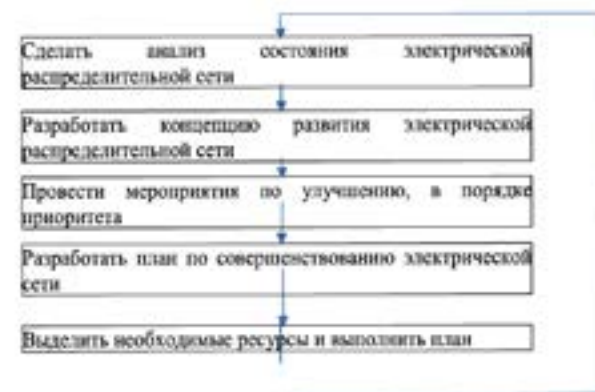 Сделать анализ состояния электрической
распределительной сети
Разработать концепцию развития электрической
распределительной сети
Провести мероприятия по улучшению, в порядке
приоритета
Разработать план по совершенствованию электрической
сети
Выделить необходимые ресурсы и выполнить план